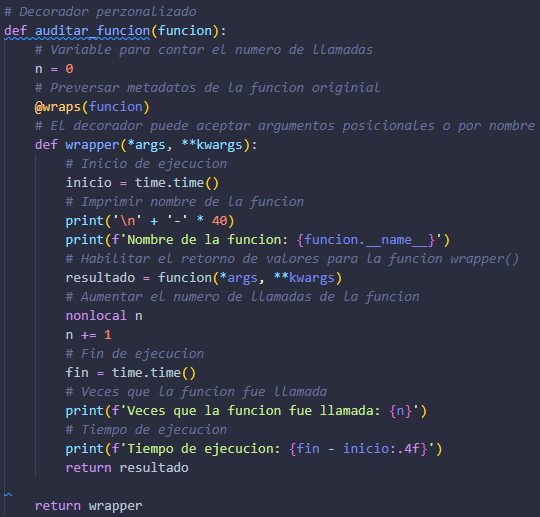 # Decorador perzonalizado
def auditar_funcion(funcion):
    # Variable para contar el numero de llamadas
    n = 0
    # Preversar metadatos de la funcion originial
    @wraps(funcion)
    # El decorador puede aceptar argumentos posicionales o por nombre
    def wrapper(*args, **kwargs):
        # Inicio de ejecucion
        inicio = time.time()
        # Imprimir nombre de la funcion
        print('\n' + '-' * 40)
        print(f'Nombre de la funcion: {funcion.__name__}')
        # Habilitar el retorno de valores para la funcion wrapper()
        resultado = funcion(*args, **kwargs)
        # Aumentar el numero de llamadas de la funcion
        nonlocal n
        n += 1
        # Fin de ejecucion
        fin = time.time()
        # Veces que la funcion fue llamada
        print(f'Veces que la funcion fue llamada: {n}')
        # Tiempo de ejecucion
        print(f'Tiempo de ejecucion: {fin - inicio:.4f}')
        return resultado

    return wrapper